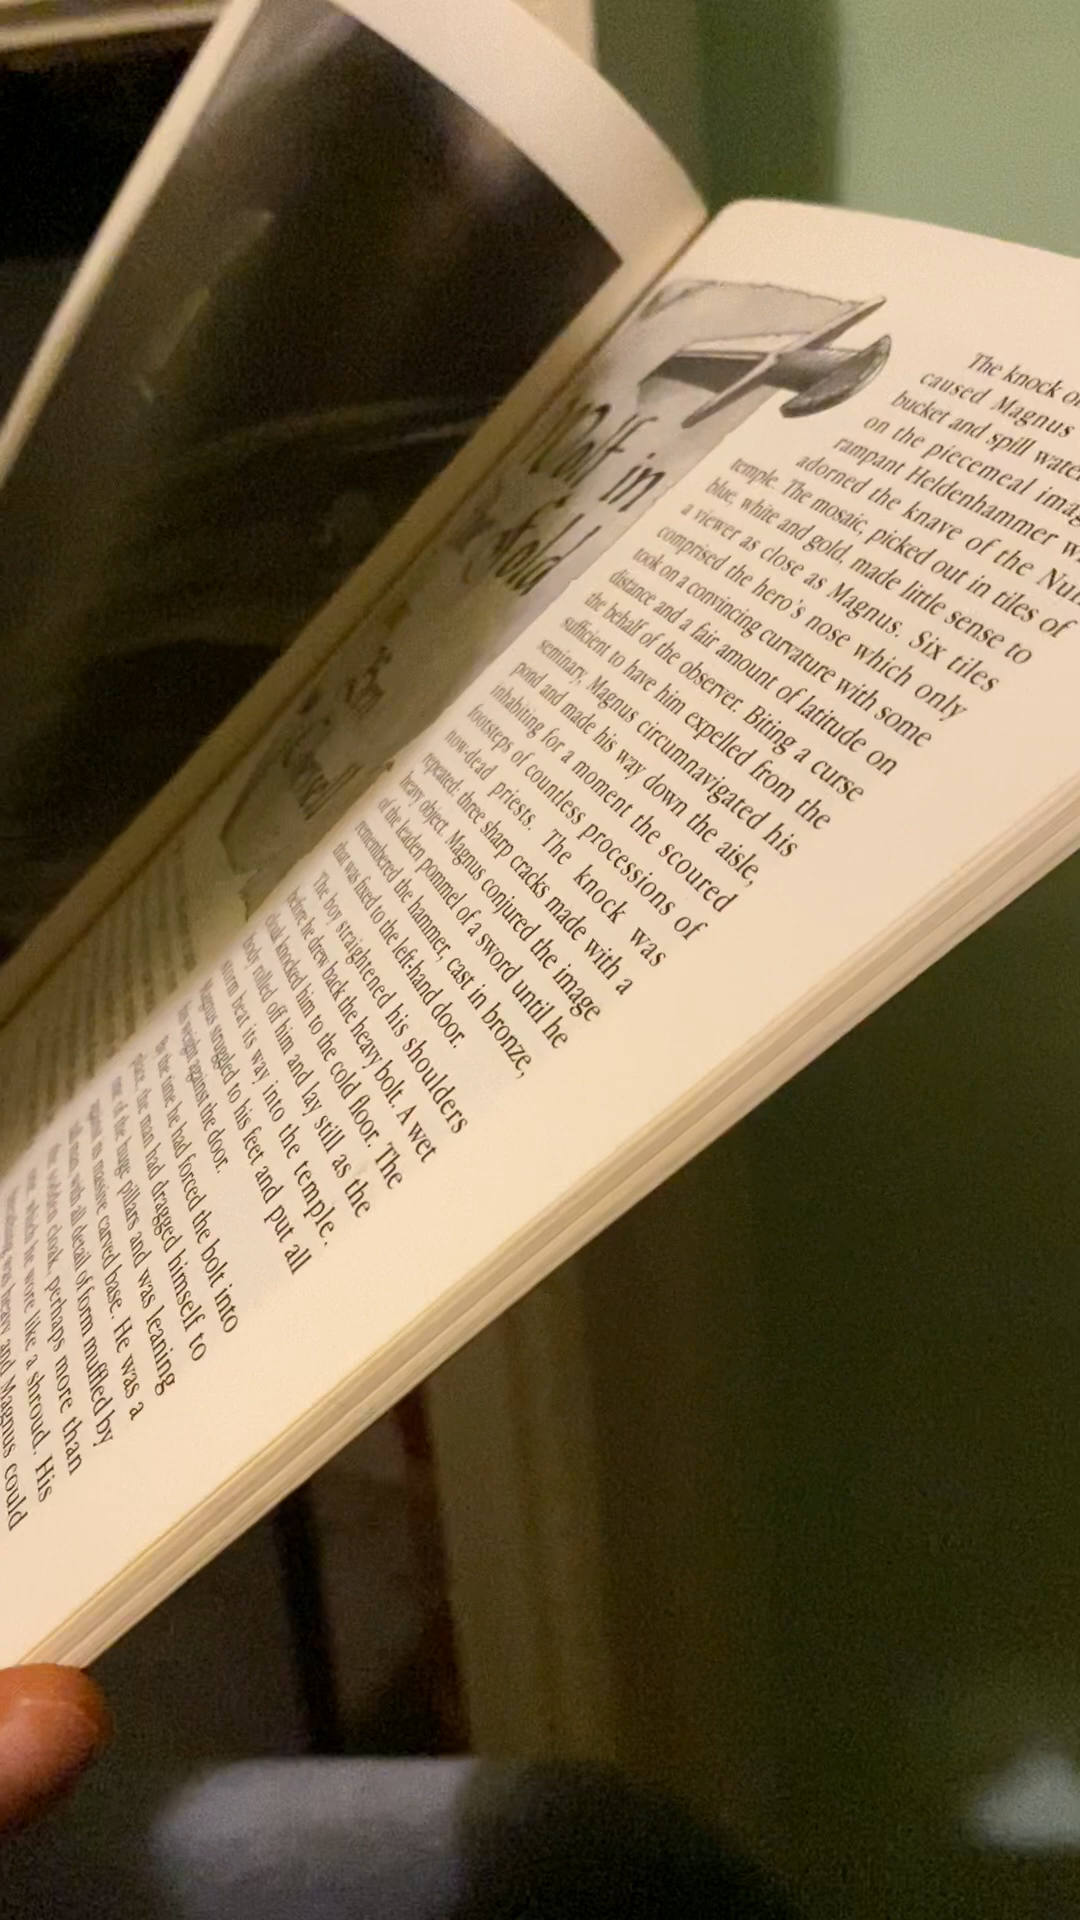 Wolf in
Fold
The knock
caused Magnus
bucket and spill water
on the piecemeal
rampant Heldenhammer
adorned the knave of the
temple. The mosaic, picked out in tiles of
blue, white and gold, made little sense to
a viewer as close as Magnus. Six tiles
comprised the hero's nose which only
took on a convincing curvature with some
distance and a fair amount of latitude on
the behalf of the observer. Biting a curse
sufficient to have him expelled from the
seminary, Magnus circumnavigated his
pond and made his way down the aisle,
inhabiting for a moment the scoured
footsteps of countless processions of
now-dead priests. The knock was
repeated: three sharp cracks made with a
heavy object. Magnus conjured the image
of the leaden pommel of a sword until he
remembered the hammer, cast in bronze,
that was fixed to the left-hand door.
The boy straightened his shoulders
before he drew back the heavy bolt. A wet
cloak knocked him to the cold floor. The
body rolled off him and lay still as the
storm beat its way into the temple.
Magnus struggled to his feet and put all
his weight against the door.
By the time he had forced the bolt into
place, the man had dragged himself to
one of the huge pillars and was leaning
against its massive carved base. He was a
tall man, with all detail of form muffled by
the sodden cloak, perhaps more than
one, which he wore like a shroud. His
breathing was heavy and Magnus could